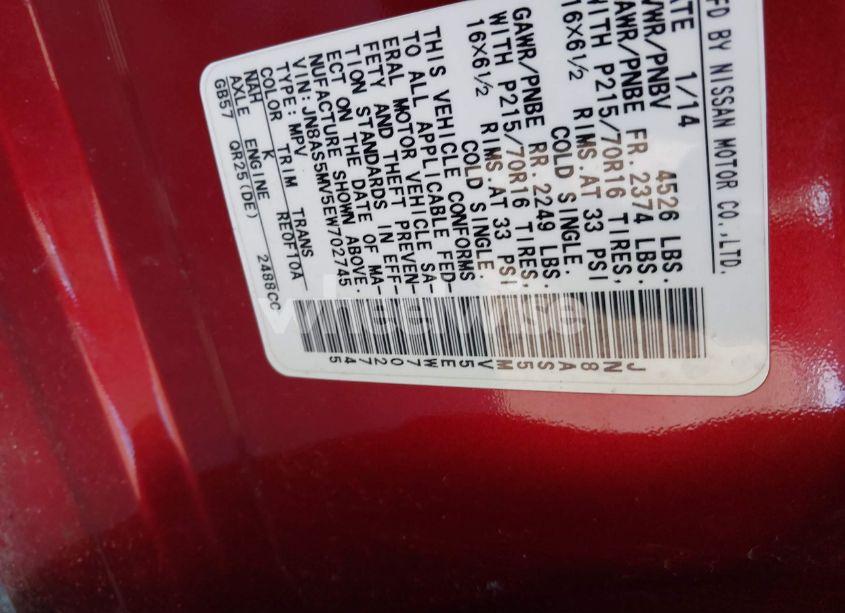 MFD BY NISSAN MOTOR CO.,LTD.
DATE 1/14
GVWR/PNBV 4526 LBS.
GAWR/PNBE FR. 2374 LBS.
WITH P215/70R16 TIRES,
16X6½ RIMS.AT 33 PSI
COLD SINGLE.
GAWR/PNBE RR. 2249 LBS.
WITH P215/70R16 TIRES,
16X6½ RIMS AT 33 PSI
COLD SINGLE.
THIS VEHICLE CONFORMS
TO ALL APPLICABLE FED-
ERAL MOTOR VEHICLE SA-
FETY AND THEFT PREVEN-
TION STANDARDS IN EFF-
ECT ON THE DATE OF MA-
NUFACTURE SHOWN ABOVE.
VIN:JN8AS5MV5EW702745
TYPE:MPV
COLOR TRIM TRANS
NAH K RE0F10A
AXLE ENGINE
GB57 QR25(DE) 2488CC
JN8AS5MV5EW702745
wheelwise